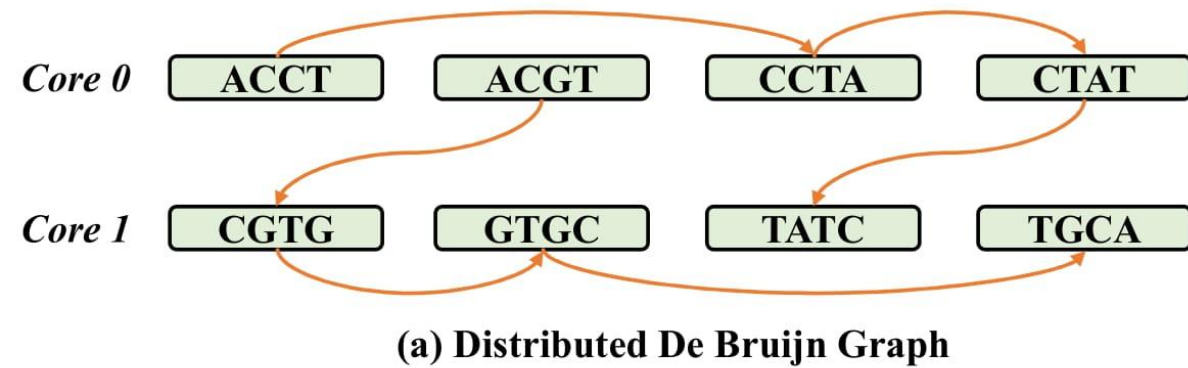 Core 0 ACCT ACGT CCTA CTAT
Core 1 CGTG GTGC TATC TGCA
(a) Distributed De Bruijn Graph